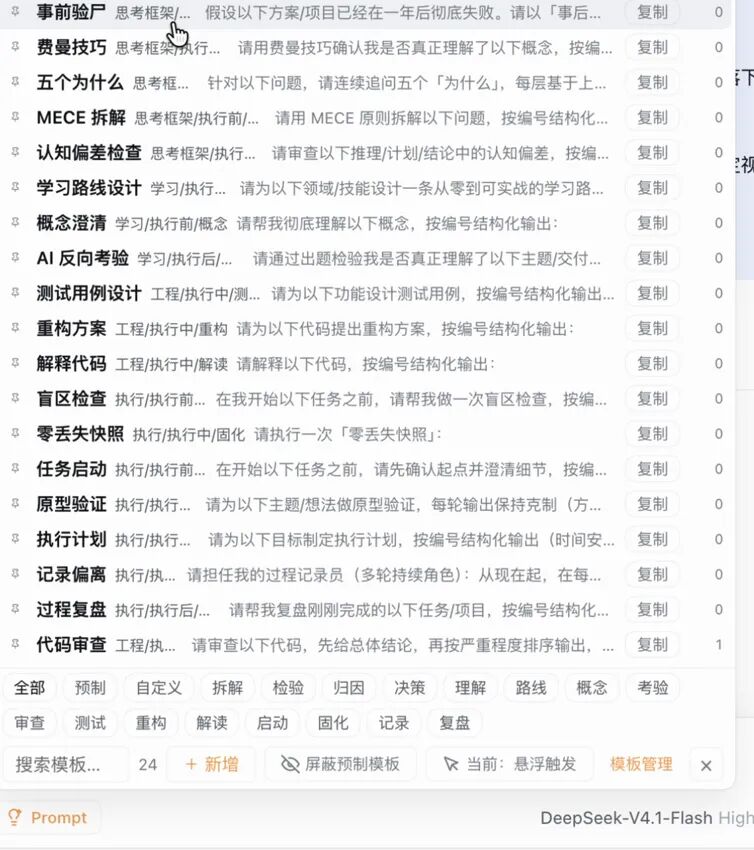 事前验尸 思考框架/... 假设以下方案/项目已经在一年后彻底失败。请以「事后... 复制 0
费曼技巧 思考框架/执行... 请用费曼技巧确认我是否真正理解了以下概念，按编... 复制 0
五个为什么 思考框... 针对以下问题，请连续追问五个「为什么」，每层基于上... 复制 0
MECE 拆解 思考框架/执行前/... 请用 MECE 原则拆解以下问题，按编号结构化... 复制 0
认知偏差检查 思考框架/执行... 请审查以下推理/计划/结论中的认知偏差，按编... 复制 0
学习路线设计 学习/执行... 请为以下领域/技能设计一条从零到可实战的学习路... 复制 0
概念澄清 学习/执行前/概念 请帮我彻底理解以下概念，按编号结构化输出： 复制 0
AI 反向考验 学习/执行后/... 请通过出题检验我是否真正理解了以下主题/交付... 复制 0
测试用例设计 工程/执行中/测... 请为以下功能设计测试用例，按编号结构化输出... 复制 0
重构方案 工程/执行中/重构 请为以下代码提出重构方案，按编号结构化输出： 复制 0
解释代码 工程/执行中/解读 请解释以下代码，按编号结构化输出： 复制 0
盲区检查 执行/执行前... 在我开始以下任务之前，请帮我做一次盲区检查，按编... 复制 0
零丢失快照 执行/执行中/固化 请执行一次「零丢失快照」： 复制 0
任务启动 执行/执行前... 在开始以下任务之前，请先确认起点并澄清细节，按编... 复制 0
原型验证 执行/执行... 请为以下主题/想法做原型验证，每轮输出保持克制（方... 复制 0
执行计划 执行/执行... 请为以下目标制定执行计划，按编号结构化输出（时间安... 复制 0
记录偏离 执行/执... 请担任我的过程记录员（多轮持续角色）：从现在起，在每... 复制 0
过程复盘 执行/执行后/... 请帮我复盘刚刚完成的以下任务/项目，按编号结构化... 复制 0
代码审查 工程/执... 请审查以下代码，先给总体结论，再按严重程度排序输出，... 复制 1
全部 预制 自定义 拆解 检验 归因 决策 理解 路线 概念 考验
审查 测试 重构 解读 启动 固化 记录 复盘
搜索模板... 24 + 新增 屏蔽预制模板 当前：悬浮触发 模板管理 ×
Prompt DeepSeek-V4.1-Flash High